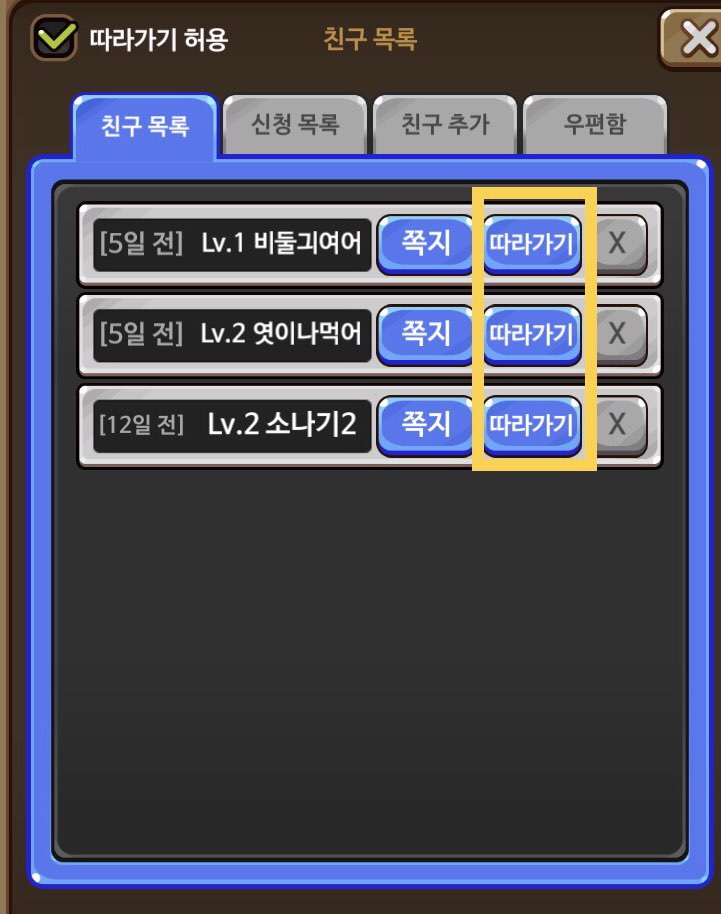 따라가기 허용 친구 목록
친구 목록 신청 목록 친구 추가 우편함
[5일 전] Lv.1 비둘긔여어 쪽지 따라가기 X
[5일 전] Lv.2 엿이나먹어 쪽지 따라가기 X
[12일 전] Lv.2 소나기2 쪽지 따라가기 X